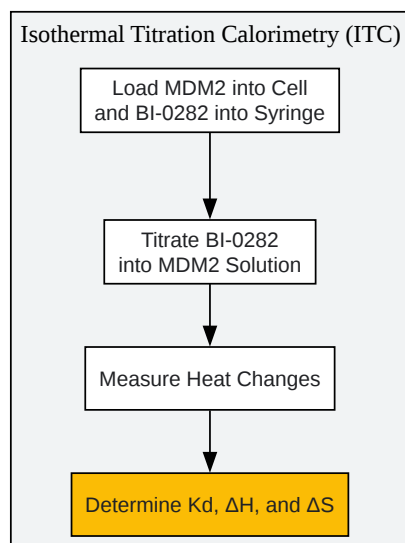 Isothermal Titration Calorimetry (ITC)
Load MDM2 into Cell
and BI-0282 into Syringe
Titrate BI-0282
into MDM2 Solution
Measure Heat Changes
Determine Kd, ΔH, and ΔS